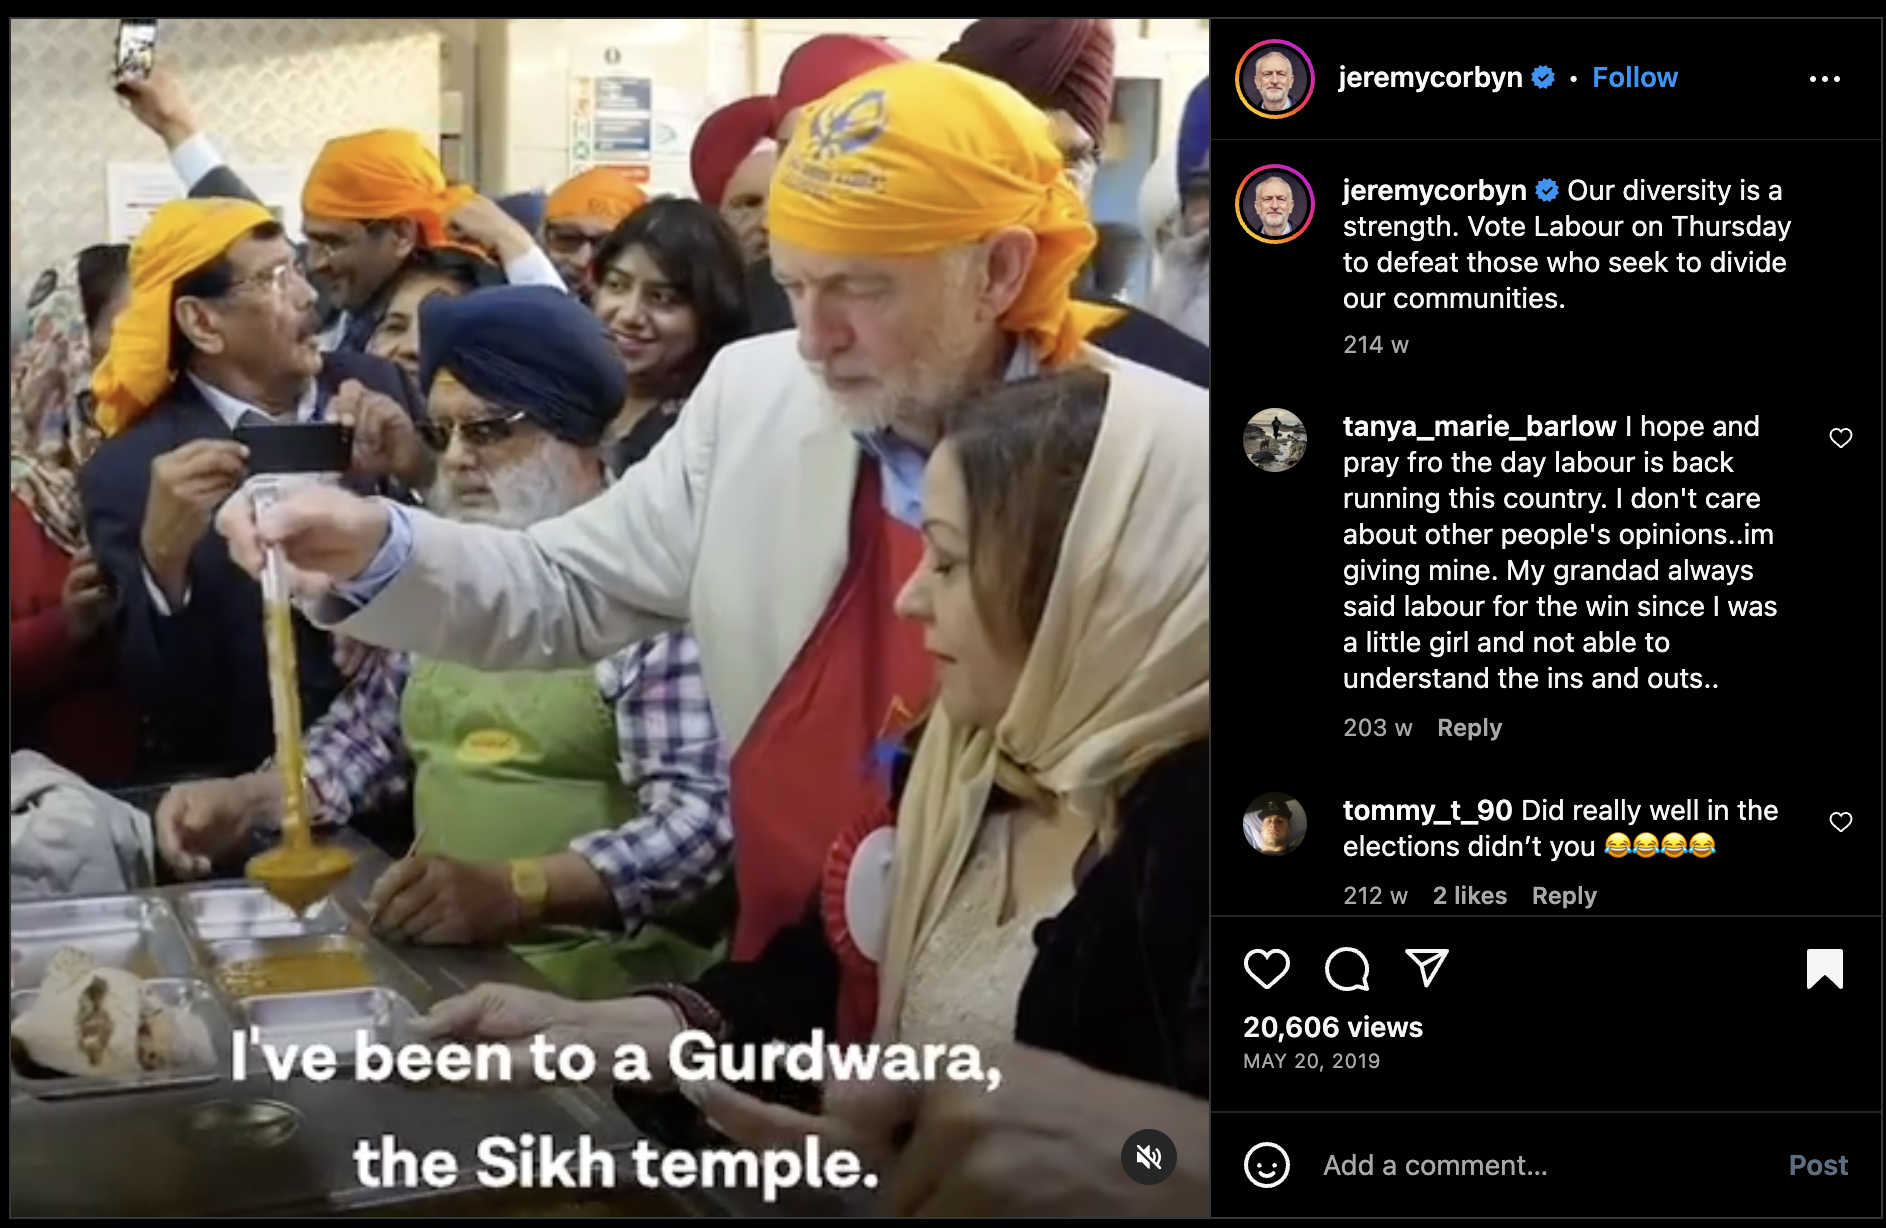 I've been to a Gurdwara,
the Sikh temple.
jeremycorbyn • Follow
jeremycorbyn Our diversity is a
strength. Vote Labour on Thursday
to defeat those who seek to divide
our communities.
214 w
tanya_marie_barlow I hope and
pray fro the day labour is back
running this country. I don't care
about other people's opinions..im
giving mine. My grandad always
said labour for the win since I was
a little girl and not able to
understand the ins and outs..
203 w Reply
tommy_t_90 Did really well in the
elections didn’t you 😂😂😂😂
212 w 2 likes Reply
20,606 views
MAY 20, 2019
Add a comment... Post